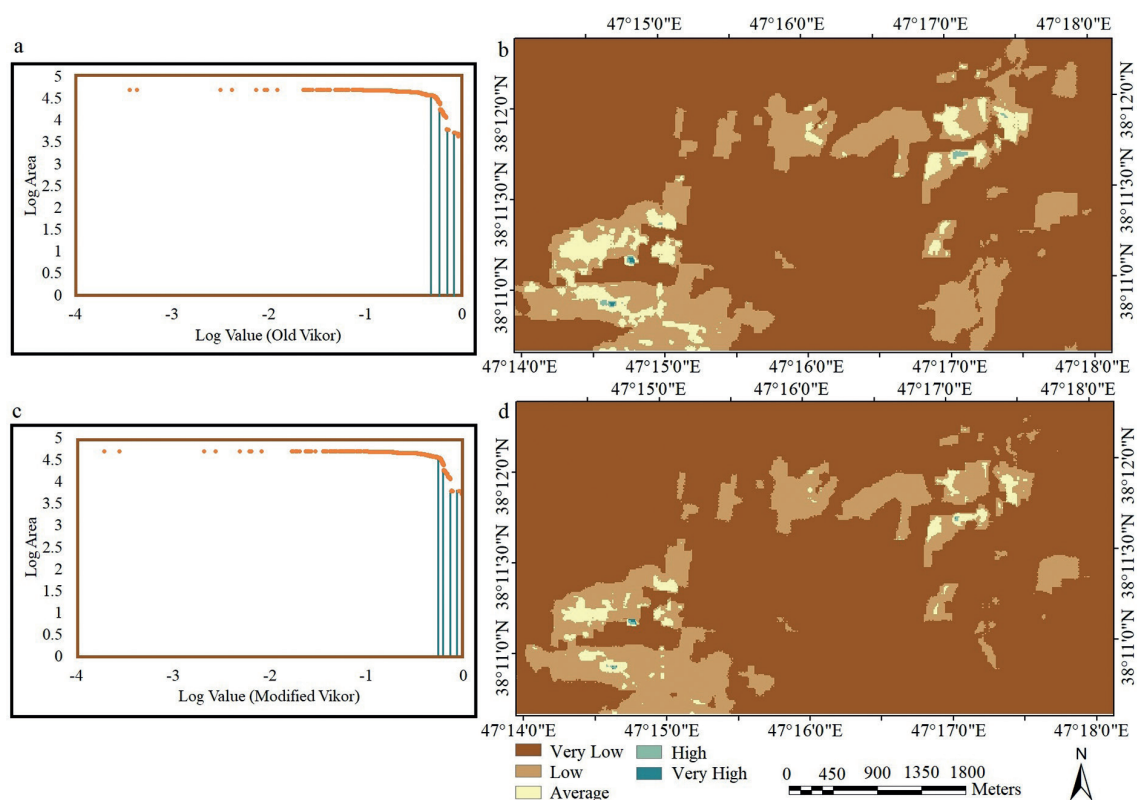 a
5
4.5
4
3.5
3
2.5
2
1.5
1
0.5
0
Log Area
-4 -3 -2 -1 0
Log Value (Old Vikor)
b
47°15'0"E 47°16'0"E 47°17'0"E 47°18'0"E
38°12'0"N
38°11'30"N
38°11'0"N
38°12'0"N
38°11'30"N
38°11'0"N
47°14'0"E 47°15'0"E 47°16'0"E 47°17'0"E 47°18'0"E
c
5
4.5
4
3.5
3
2.5
2
1.5
1
0.5
0
Log Area
-4 -3 -2 -1 0
Log Value (Modified Vikor)
d
47°15'0"E 47°16'0"E 47°17'0"E 47°18'0"E
38°12'0"N
38°11'30"N
38°11'0"N
38°12'0"N
38°11'30"N
38°11'0"N
47°14'0"E 47°15'0"E 47°16'0"E 47°17'0"E 47°18'0"E
Very Low
Low
Average
High
Very High
0 450 900 1350 1800
Meters
N